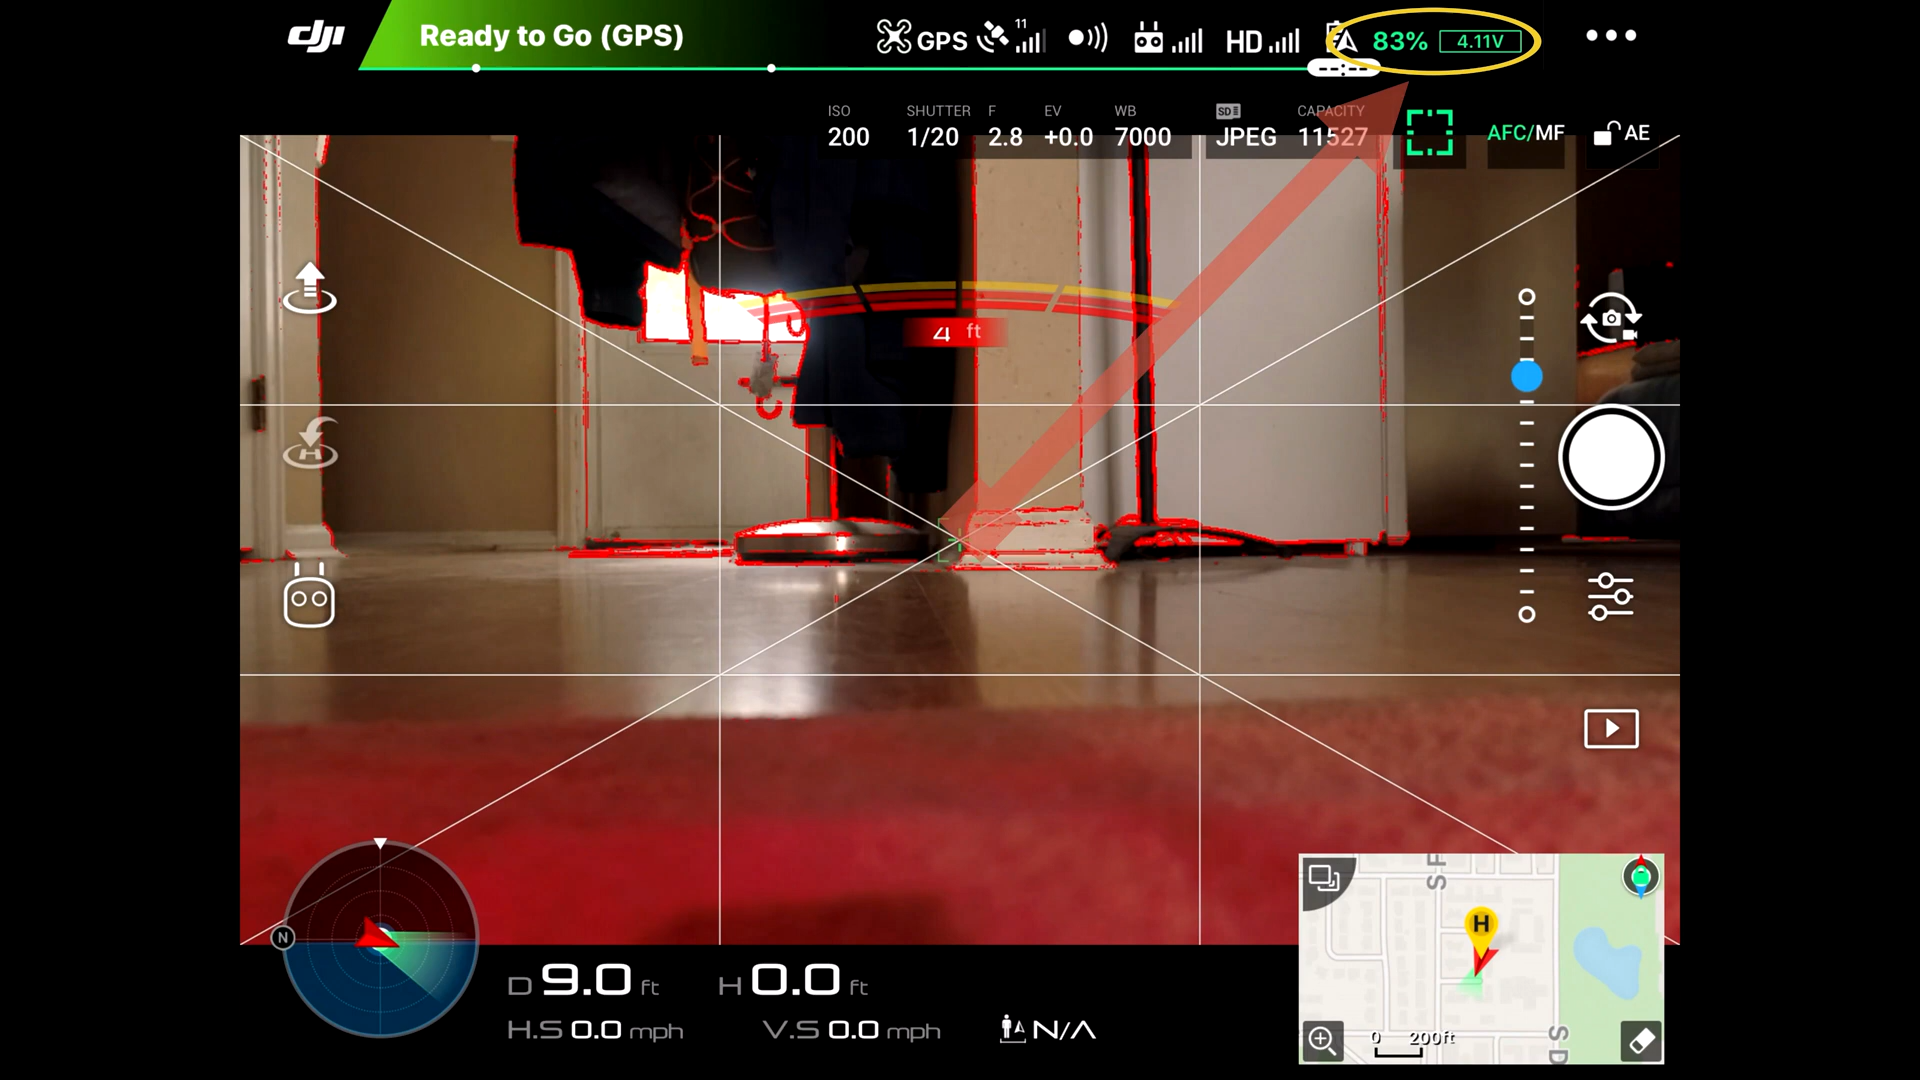 dji Ready to Go (GPS) GPS 11 HD 83% 4.11V
--:--
ISO SHUTTER F EV WB SD CAPACITY
200 1/20 2.8 +0.0 7000 JPEG 11527 AFC/MF AE
4 ft
H
N
D 9.0 ft H 0.0 ft
H.S 0.0 mph V.S 0.0 mph N/A
S F
H
0 200ft
S D